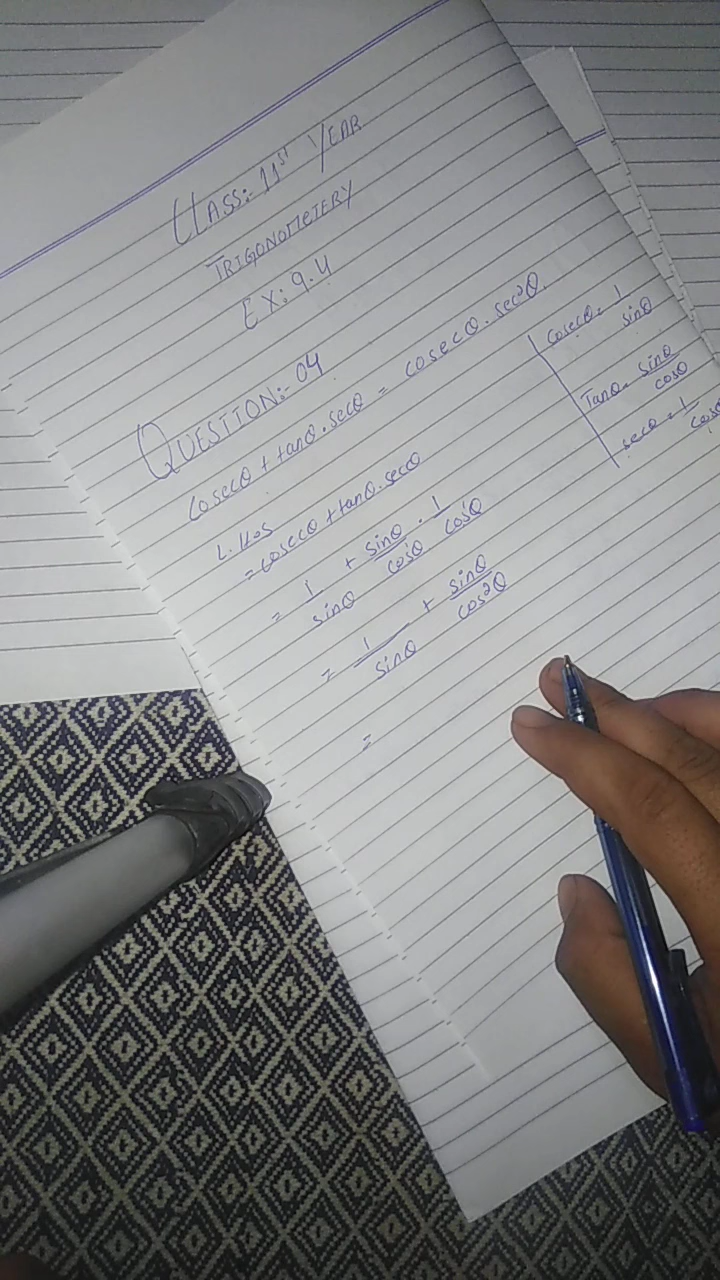 CLASS:- 11st YEAR
TRIGONOMETERY
EX: 9.4
QUESTION:- 04
cosecθ + tanθ . secθ = cosecθ . sec²θ.
cosecθ = 1/sinθ
Tanθ = sinθ/cosθ
secθ = 1/cosθ
L.H.S
= cosecθ + tanθ . secθ
= 1/sinθ + sinθ/cosθ . 1/cosθ
= 1/sinθ + sinθ/cos²θ
=